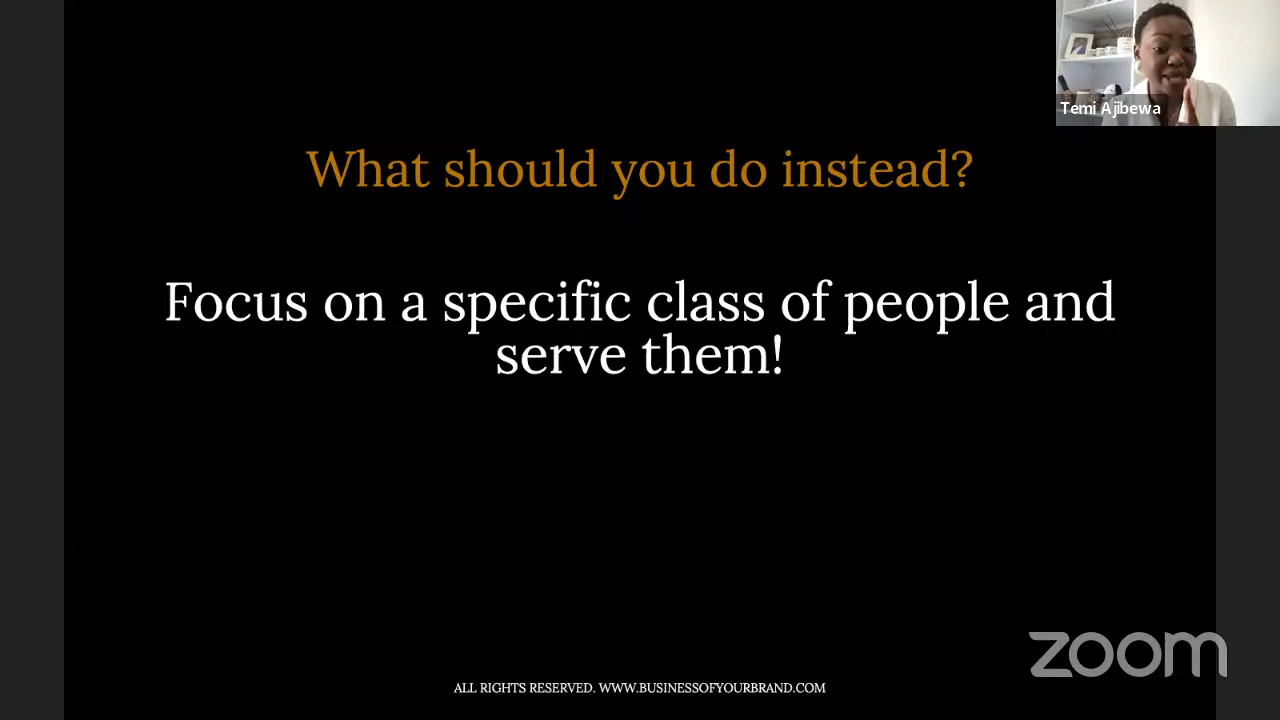 Temi Ajibewa
What should you do instead?
Focus on a specific class of people and
serve them!
zoom
ALL RIGHTS RESERVED. WWW.BUSINESSOFYOURBRAND.COM